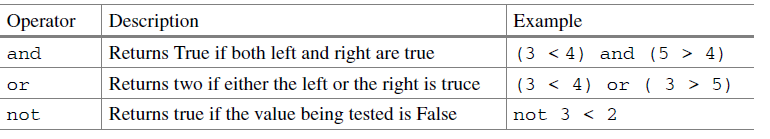 Operator Description Example
and Returns True if both left and right are true (3 < 4) and (5 > 4)
or Returns two if either the left or the right is truce (3 < 4) or ( 3 > 5)
not Returns true if the value being tested is False not 3 < 2